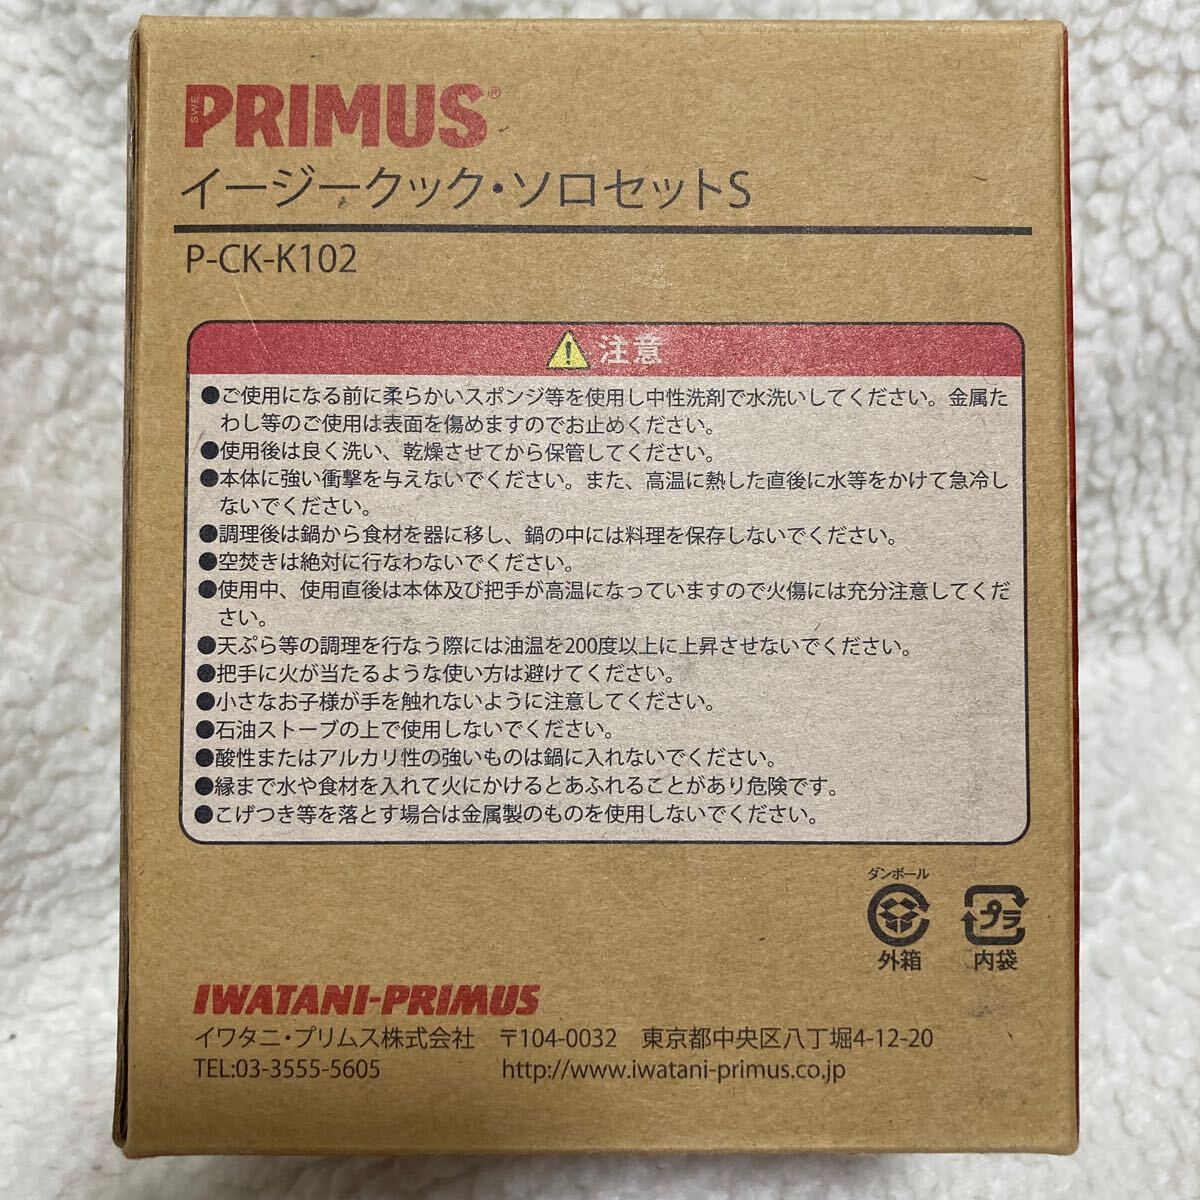 SWE
PRIMUS®
イージークック・ソロセットS
P-CK-K102
注意
●ご使用になる前に柔らかいスポンジ等を使用し中性洗剤で水洗いしてください。金属た
わし等のご使用は表面を傷めますのでお止めください。
●使用後は良く洗い、乾燥させてから保管してください。
●本体に強い衝撃を与えないでください。また、高温に熱した直後に水等をかけて急冷し
ないでください。
●調理後は鍋から食材を器に移し、鍋の中には料理を保存しないでください。
●空焚きは絶対に行なわないでください。
●使用中、使用直後は本体及び把手が高温になっていますので火傷には充分注意してくだ
さい。
●天ぷら等の調理を行なう際には油温を200度以上に上昇させないでください。
●把手に火が当たるような使い方は避けてください。
●小さなお子様が手を触れないように注意してください。
●石油ストーブの上で使用しないでください。
●酸性またはアルカリ性の強いものは鍋に入れないでください。
●縁まで水や食材を入れて火にかけるとあふれることがあり危険です。
●こげつき等を落とす場合は金属製のものを使用しないでください。
ダンボール
プラ
外箱 内袋
IWATANI-PRIMUS
イワタニ・プリムス株式会社 〒104-0032 東京都中央区八丁堀4-12-20
TEL:03-3555-5605 http://www.iwatani-primus.co.jp